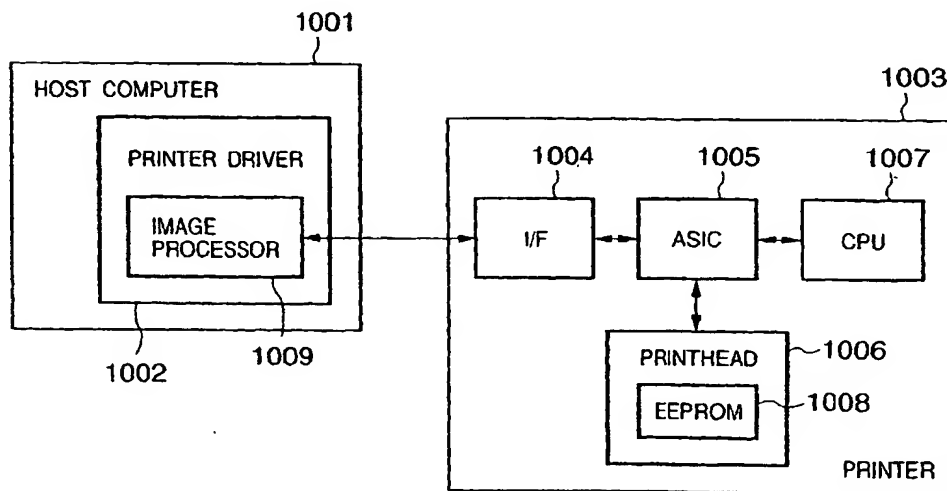 1001
HOST COMPUTER
PRINTER DRIVER
IMAGE
PROCESSOR
1002
1009
1003
1004
1005
1007
I/F
ASIC
CPU
PRINTHEAD
1006
EEPROM
1008
PRINTER